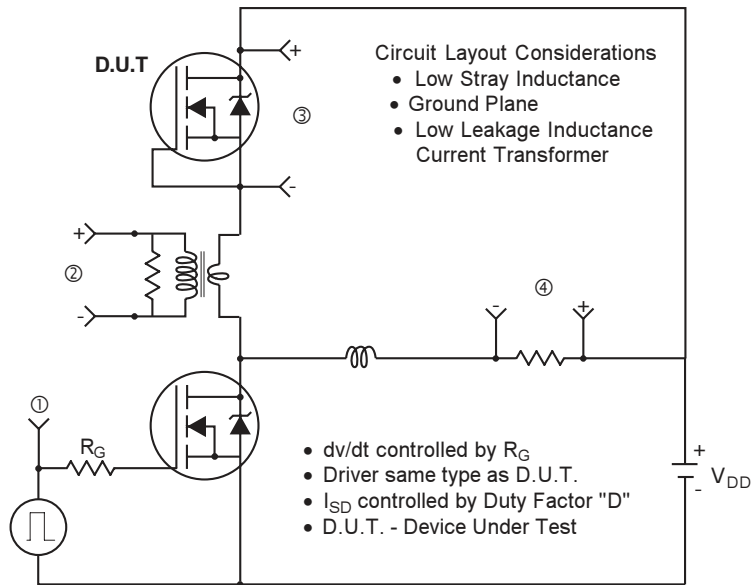 D.U.T
+
-
③
Circuit Layout Considerations
• Low Stray Inductance
• Ground Plane
• Low Leakage Inductance
Current Transformer
+
②
-
-
④
+
①
R_G
• dv/dt controlled by R_G
• Driver same type as D.U.T.
• I_SD controlled by Duty Factor "D"
• D.U.T. - Device Under Test
+
-
V_DD